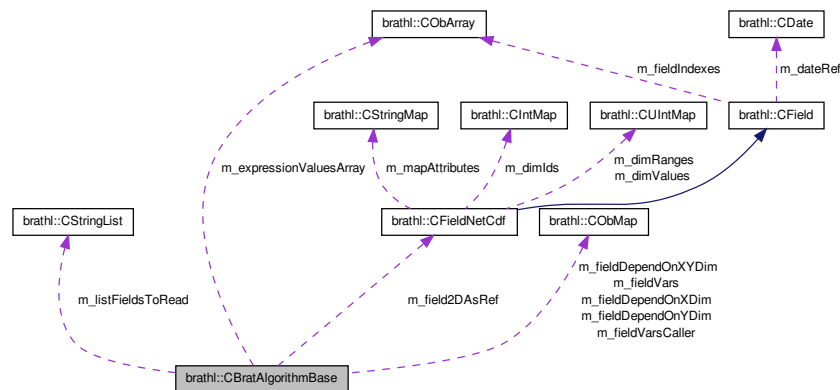 brathl::CObArray
brathl::CDate
m_fieldIndexes
m_dateRef
brathl::CStringMap
brathl::CIntMap
brathl::CUIntMap
brathl::CField
m_expressionValuesArray
m_mapAttributes
m_dimIds
m_dimRanges
m_dimValues
brathl::CStringList
brathl::CFieldNetCdf
brathl::CObMap
m_listFieldsToRead
m_field2DAsRef
m_fieldDependOnXYDim
m_fieldVars
m_fieldDependOnXDim
m_fieldDependOnYDim
m_fieldVarsCaller
brathl::CBratAlgorithmBase